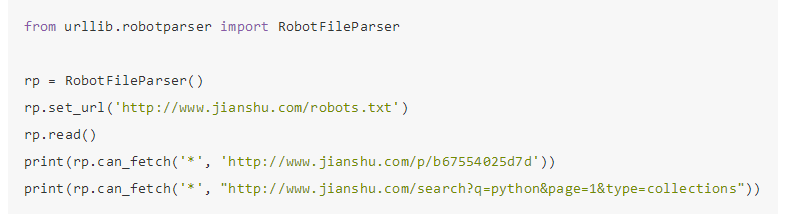 from urllib.robotparser import RobotFileParser
rp = RobotFileParser()
rp.set_url('http://www.jianshu.com/robots.txt')
rp.read()
print(rp.can_fetch('*', 'http://www.jianshu.com/p/b67554025d7d'))
print(rp.can_fetch('*', "http://www.jianshu.com/search?q=python&page=1&type=collections"))